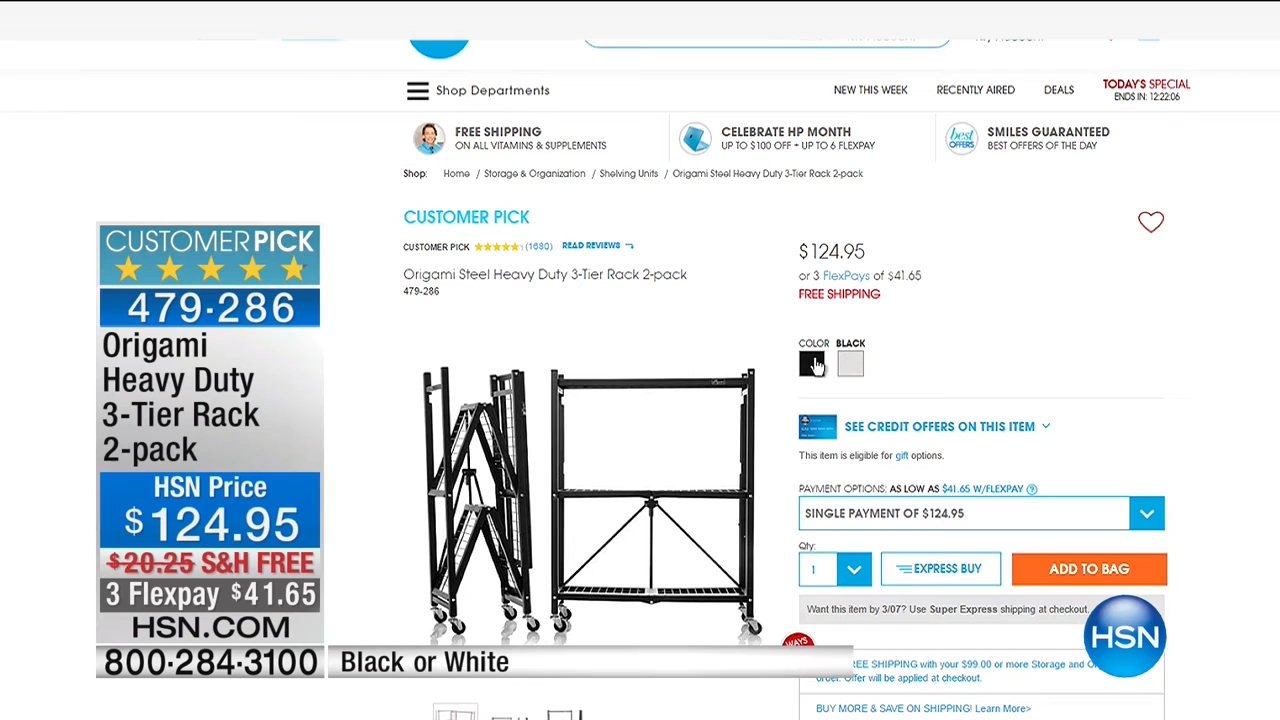 Shop Departments
NEW THIS WEEK
RECENTLY AIRED
DEALS
TODAY'S SPECIAL
ENDS IN: 12:22:06
FREE SHIPPING
ON ALL VITAMINS & SUPPLEMENTS
CELEBRATE HP MONTH
UP TO $100 OFF + UP TO 6 FLEXPAY
best
OFFERS
SMILES GUARANTEED
BEST OFFERS OF THE DAY
Shop: Home / Storage & Organization / Shelving Units / Origami Steel Heavy Duty 3-Tier Rack 2-pack
CUSTOMER PICK
CUSTOMER PICK (1680) READ REVIEWS
Origami Steel Heavy Duty 3-Tier Rack 2-pack
479-286
$124.95
or 3 FlexPays of $41.65
FREE SHIPPING
COLOR BLACK
SEE CREDIT OFFERS ON THIS ITEM
This item is eligible for gift options.
PAYMENT OPTIONS: AS LOW AS $41.65 W/FLEXPAY ?
SINGLE PAYMENT OF $124.95
Qty:
1
EXPRESS BUY
ADD TO BAG
Want this item by 3/07? Use Super Express shipping at checkout.
WAYS
FREE SHIPPING with your $99.00 or more Storage and
order. Offer will be applied at checkout.
BUY MORE & SAVE ON SHIPPING! Learn More>
CUSTOMER PICK
479-286
Origami
Heavy Duty
3-Tier Rack
2-pack
HSN Price
$124.95
$20.25 S&H FREE
3 Flexpay $41.65
HSN.COM
800-284-3100
Black or White
HSN